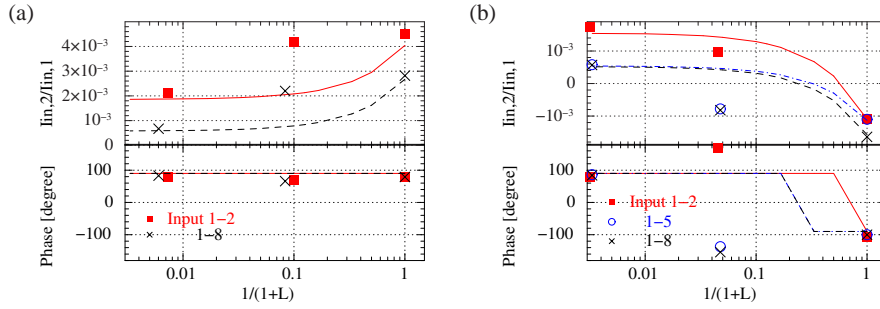 (a)
Iin,2/Iin,1
4×10⁻³
3×10⁻³
2×10⁻³
10⁻³
0
Phase [degree]
100
0
−100
Input 1−2
1−8
0.01
0.1
1
1/(1+L)
(b)
Iin,2/Iin,1
10⁻³
0
−10⁻³
Phase [degree]
100
0
−100
Input 1−2
1−5
1−8
0.01
0.1
1
1/(1+L)